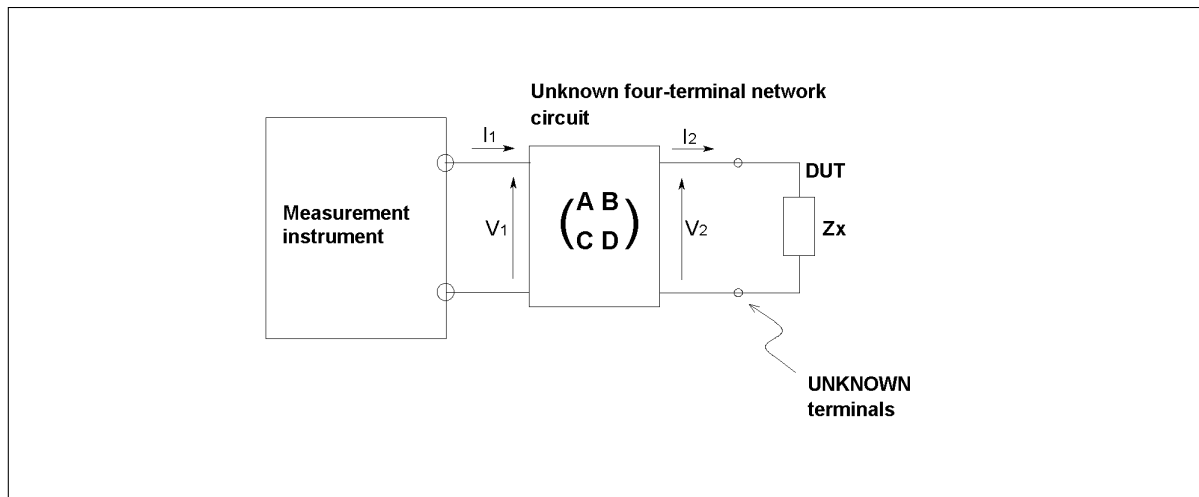 Unknown four-terminal network
circuit
I1
I2
DUT
Measurement
instrument
V1
A B
C D
V2
Zx
UNKNOWN
terminals